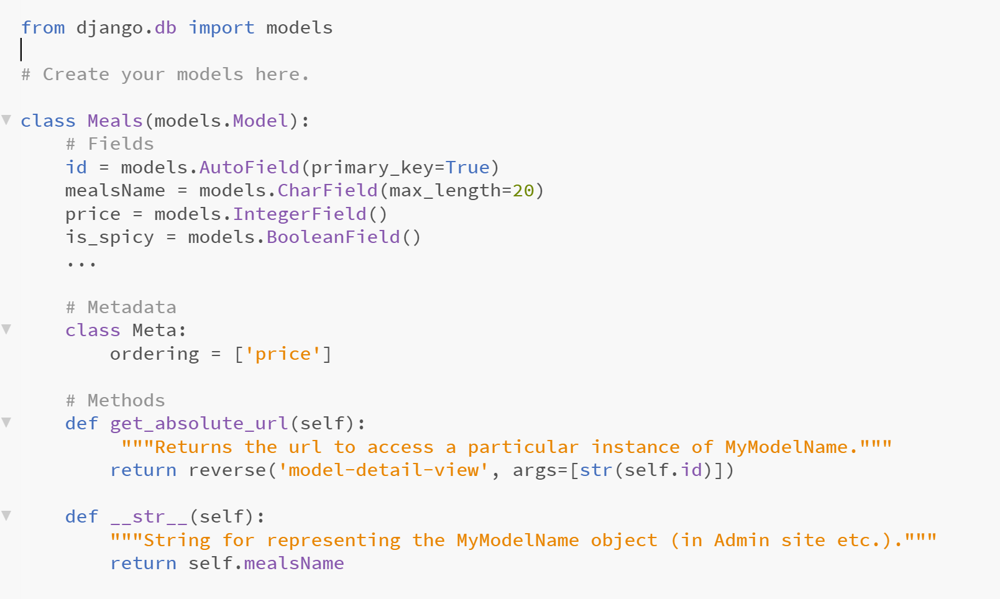 from django.db import models
# Create your models here.
class Meals(models.Model):
    # Fields
    id = models.AutoField(primary_key=True)
    mealsName = models.CharField(max_length=20)
    price = models.IntegerField()
    is_spicy = models.BooleanField()
    ...
    # Metadata
    class Meta:
        ordering = ['price']
    # Methods
    def get_absolute_url(self):
         """Returns the url to access a particular instance of MyModelName."""
        return reverse('model-detail-view', args=[str(self.id)])
    def __str__(self):
        """String for representing the MyModelName object (in Admin site etc.)."""
        return self.mealsName